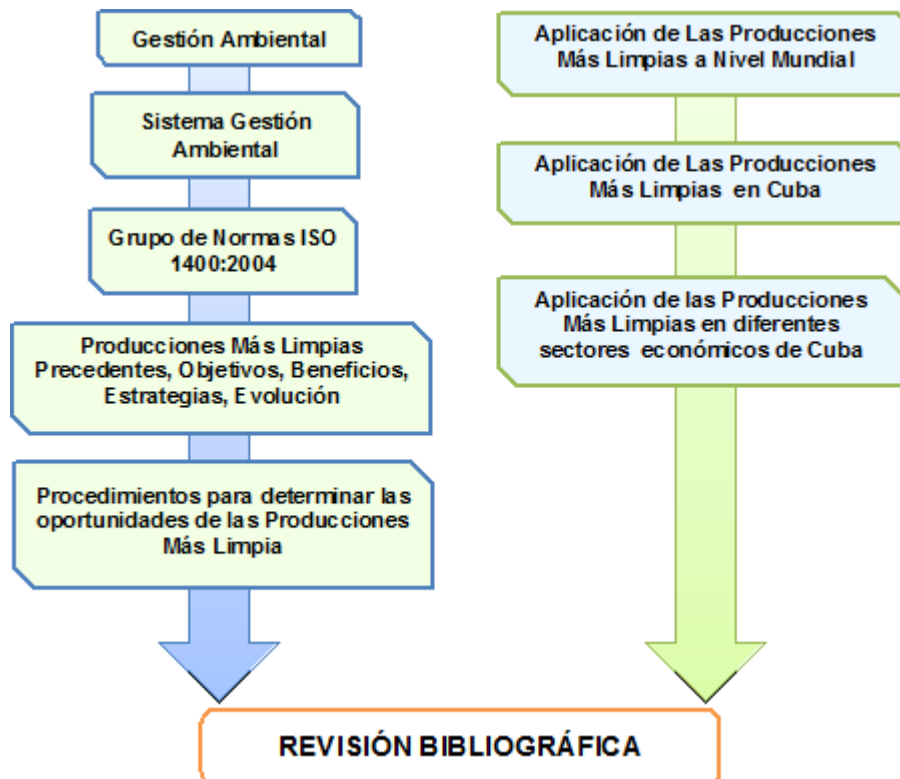 Gestión Ambiental
Sistema Gestión
Ambiental
Grupo de Normas ISO
1400:2004
Producciones Más Limpias
Precedentes, Objetivos, Beneficios,
Estrategias, Evolución
Procedimientos para determinar las
oportunidades de las Producciones
Más Limpia
Aplicación de Las Producciones
Más Limpias a Nivel Mundial
Aplicación de Las Producciones
Más Limpias en Cuba
Aplicación de las Producciones
Más Limpias en diferentes
sectores económicos de Cuba
REVISIÓN BIBLIOGRÁFICA